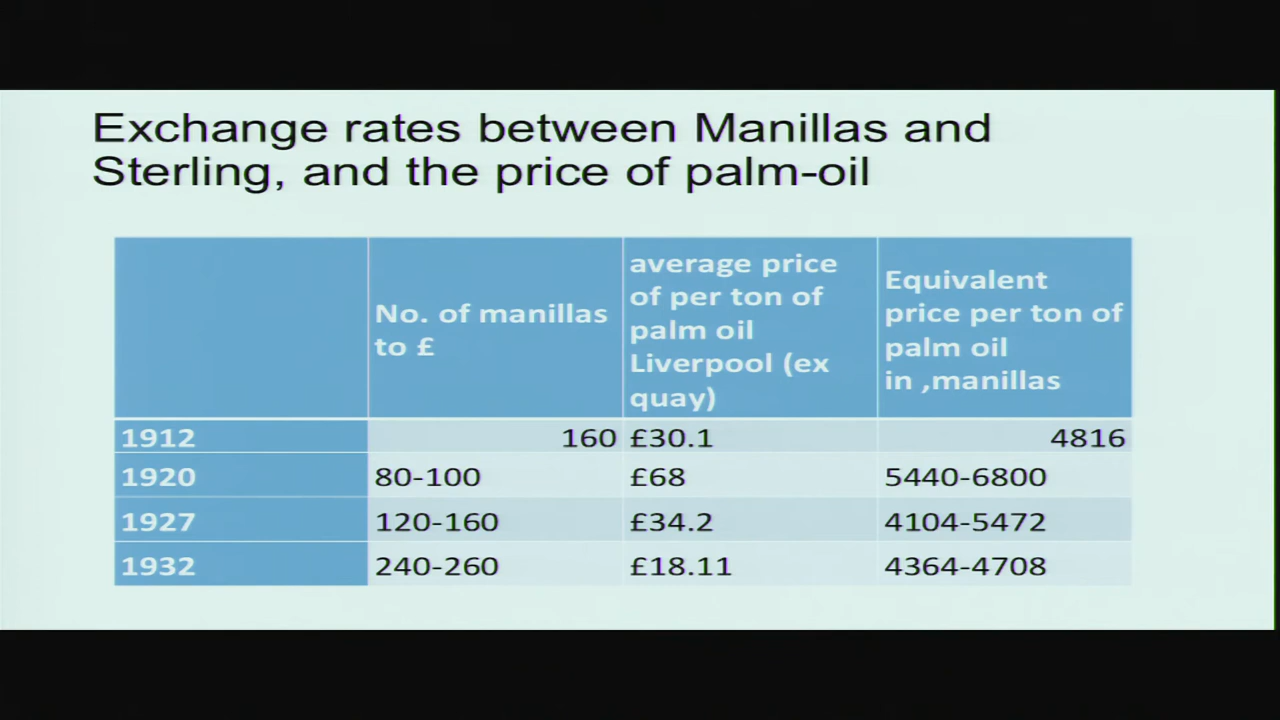 Exchange rates between Manillas and
Sterling, and the price of palm-oil
No. of manillas
to £
average price
of per ton of
palm oil
Liverpool (ex
quay)
Equivalent
price per ton of
palm oil
in ,manillas
1912 160 £30.1 4816
1920 80-100 £68 5440-6800
1927 120-160 £34.2 4104-5472
1932 240-260 £18.11 4364-4708